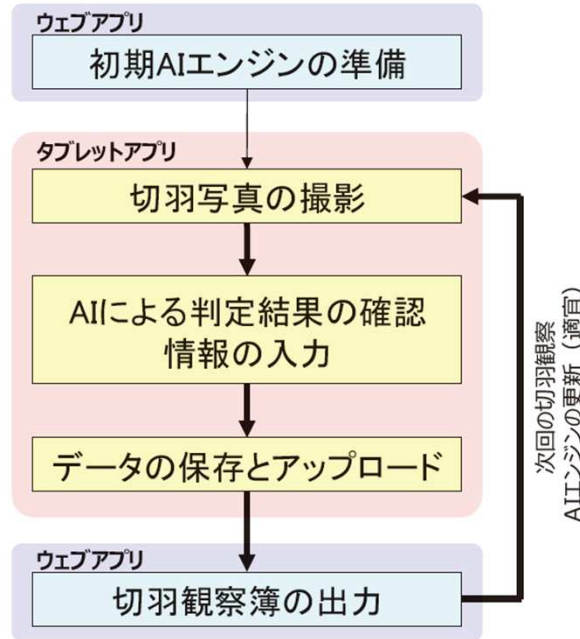 ウェブアプリ
初期AIエンジンの準備
タブレットアプリ
切羽写真の撮影
AIによる判定結果の確認
情報の入力
データの保存とアップロード
ウェブアプリ
切羽観察簿の出力
次回の切羽観察
AIエンジンの更新（適宜）